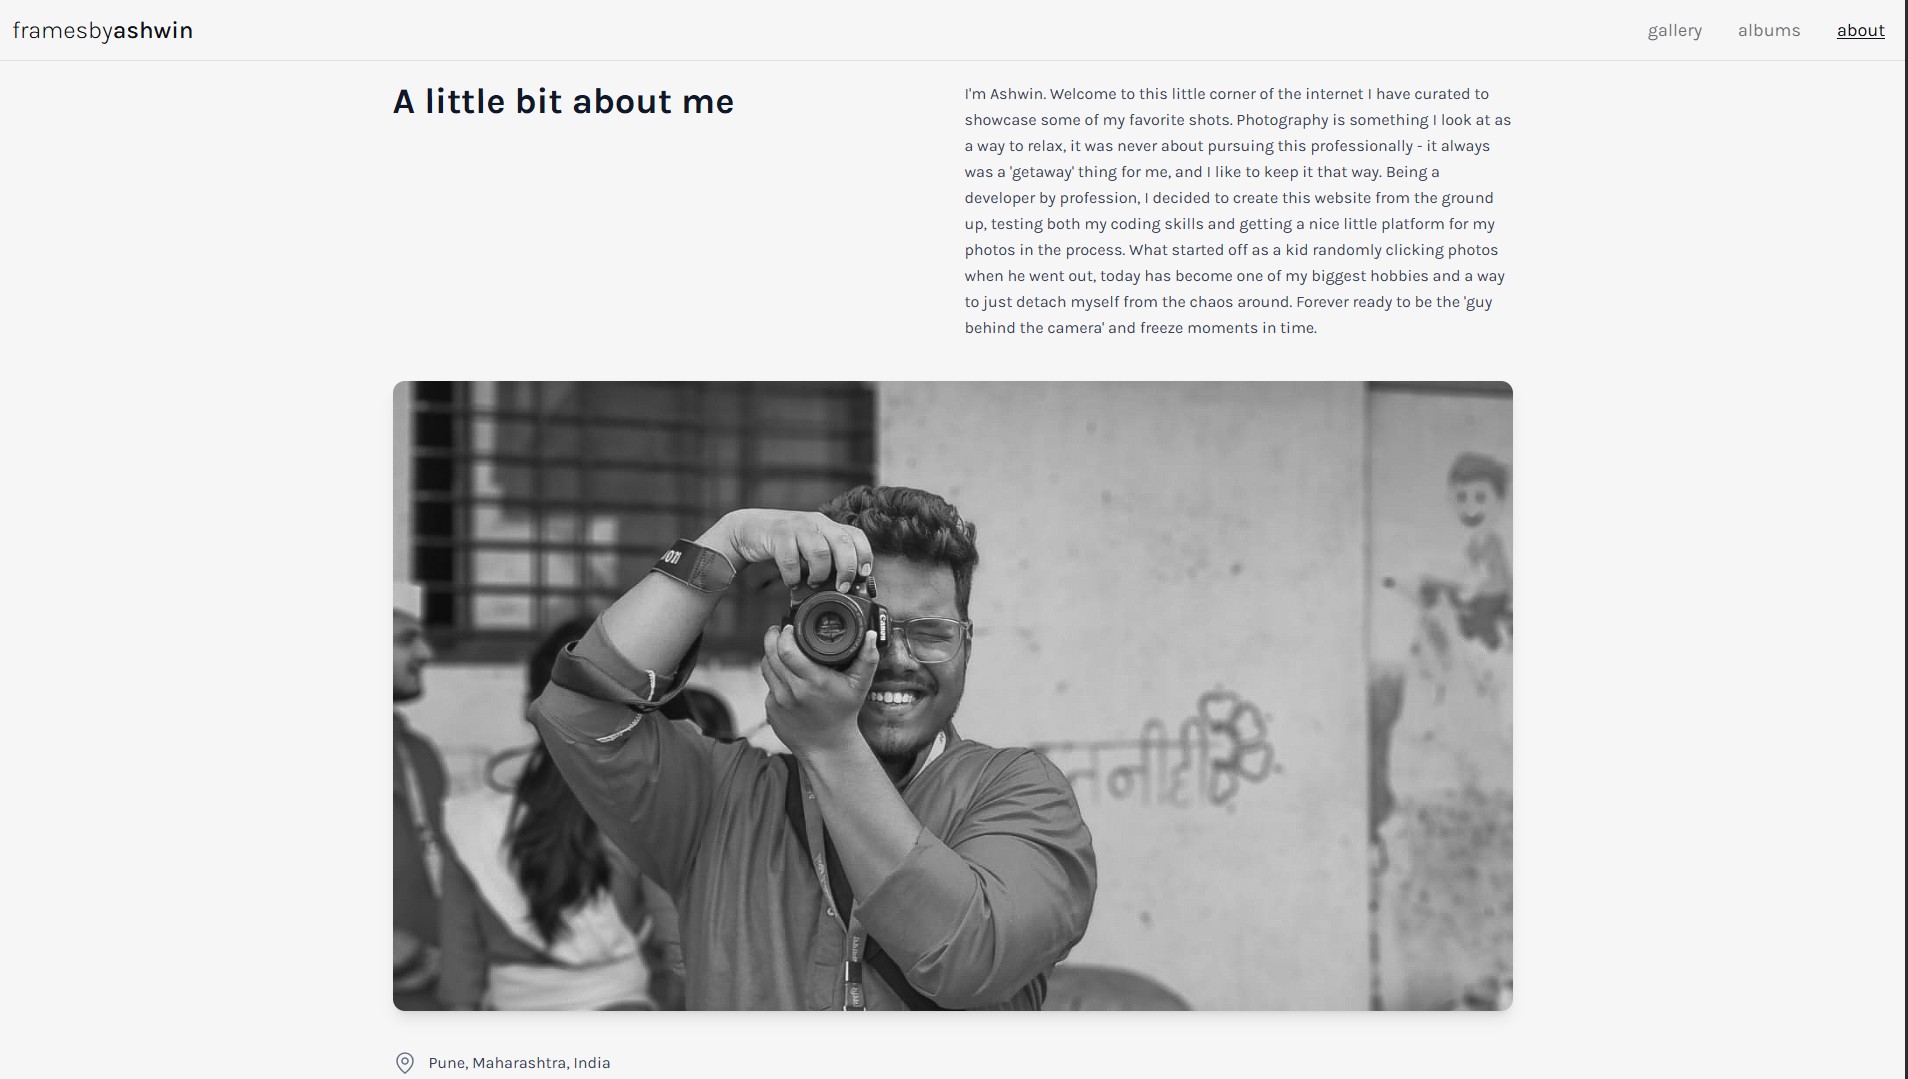 framesbyashwin
gallery
albums
about
A little bit about me
I'm Ashwin. Welcome to this little corner of the internet I have curated to
showcase some of my favorite shots. Photography is something I look at as
a way to relax, it was never about pursuing this professionally - it always
was a 'getaway' thing for me, and I like to keep it that way. Being a
developer by profession, I decided to create this website from the ground
up, testing both my coding skills and getting a nice little platform for my
photos in the process. What started off as a kid randomly clicking photos
when he went out, today has become one of my biggest hobbies and a way
to just detach myself from the chaos around. Forever ready to be the 'guy
behind the camera' and freeze moments in time.
Canon
Pune, Maharashtra, India